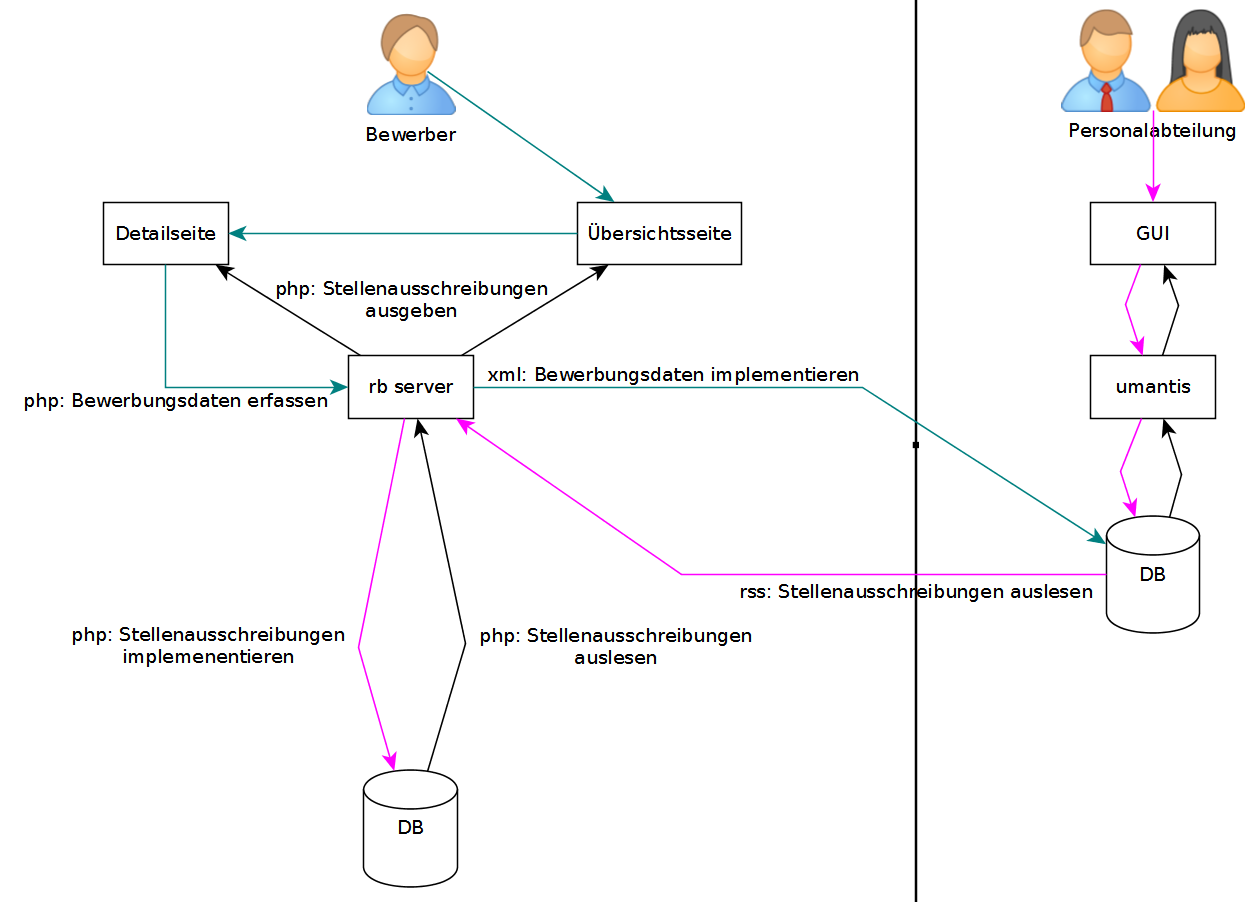 Bewerber
Personalabteilung
Detailseite
Übersichtsseite
GUI
php: Stellenausschreibungen
ausgeben
rb server
xml: Bewerbungsdaten implementieren
umantis
php: Bewerbungsdaten erfassen
DB
rss: Stellenausschreibungen auslesen
php: Stellenausschreibungen
implemenentieren
php: Stellenausschreibungen
auslesen
DB